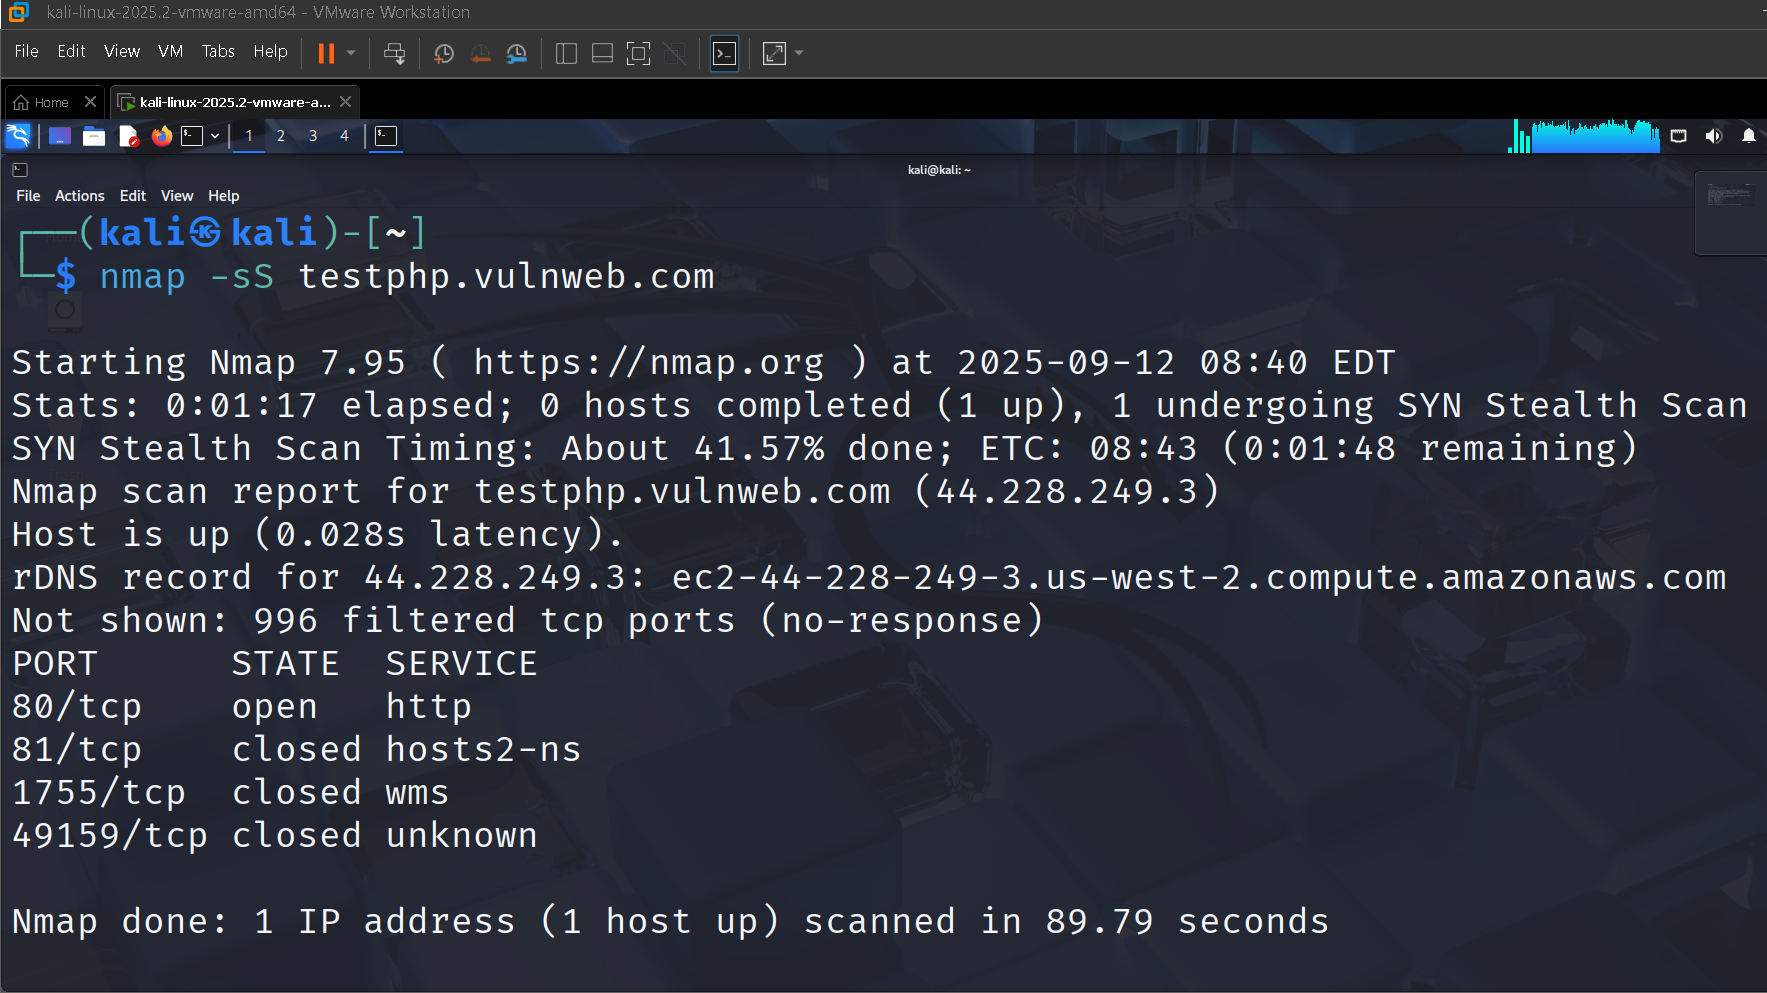 kali-linux-2025.2-vmware-amd64 - VMware Workstation
File Edit View VM Tabs Help
Home kali-linux-2025.2-vmware-a...
1 2 3 4
kali@kali: ~
File Actions Edit View Help
(kali㉿kali)-[~]
$ nmap -sS testphp.vulnweb.com
Starting Nmap 7.95 ( https://nmap.org ) at 2025-09-12 08:40 EDT
Stats: 0:01:17 elapsed; 0 hosts completed (1 up), 1 undergoing SYN Stealth Scan
SYN Stealth Scan Timing: About 41.57% done; ETC: 08:43 (0:01:48 remaining)
Nmap scan report for testphp.vulnweb.com (44.228.249.3)
Host is up (0.028s latency).
rDNS record for 44.228.249.3: ec2-44-228-249-3.us-west-2.compute.amazonaws.com
Not shown: 996 filtered tcp ports (no-response)
PORT STATE SERVICE
80/tcp open http
81/tcp closed hosts2-ns
1755/tcp closed wms
49159/tcp closed unknown
Nmap done: 1 IP address (1 host up) scanned in 89.79 seconds